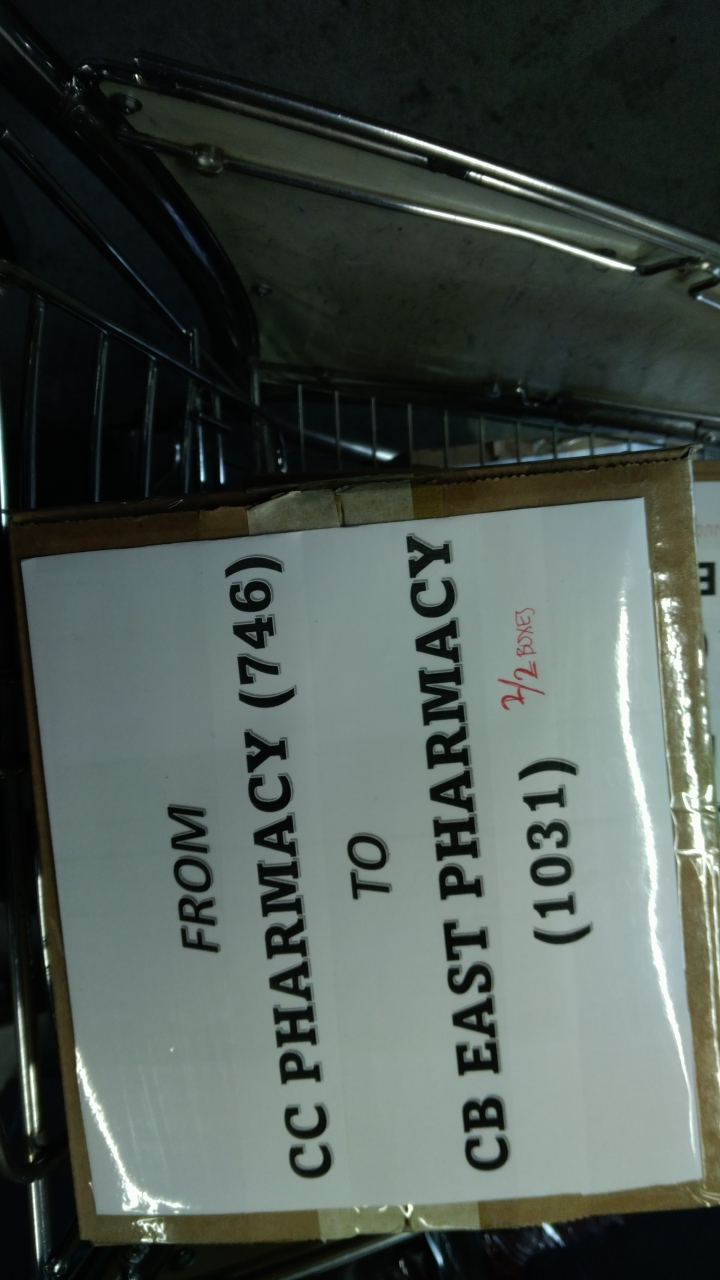 FROM
CC PHARMACY (746)
TO
CB EAST PHARMACY
(1031)
2/2 BOXES
E